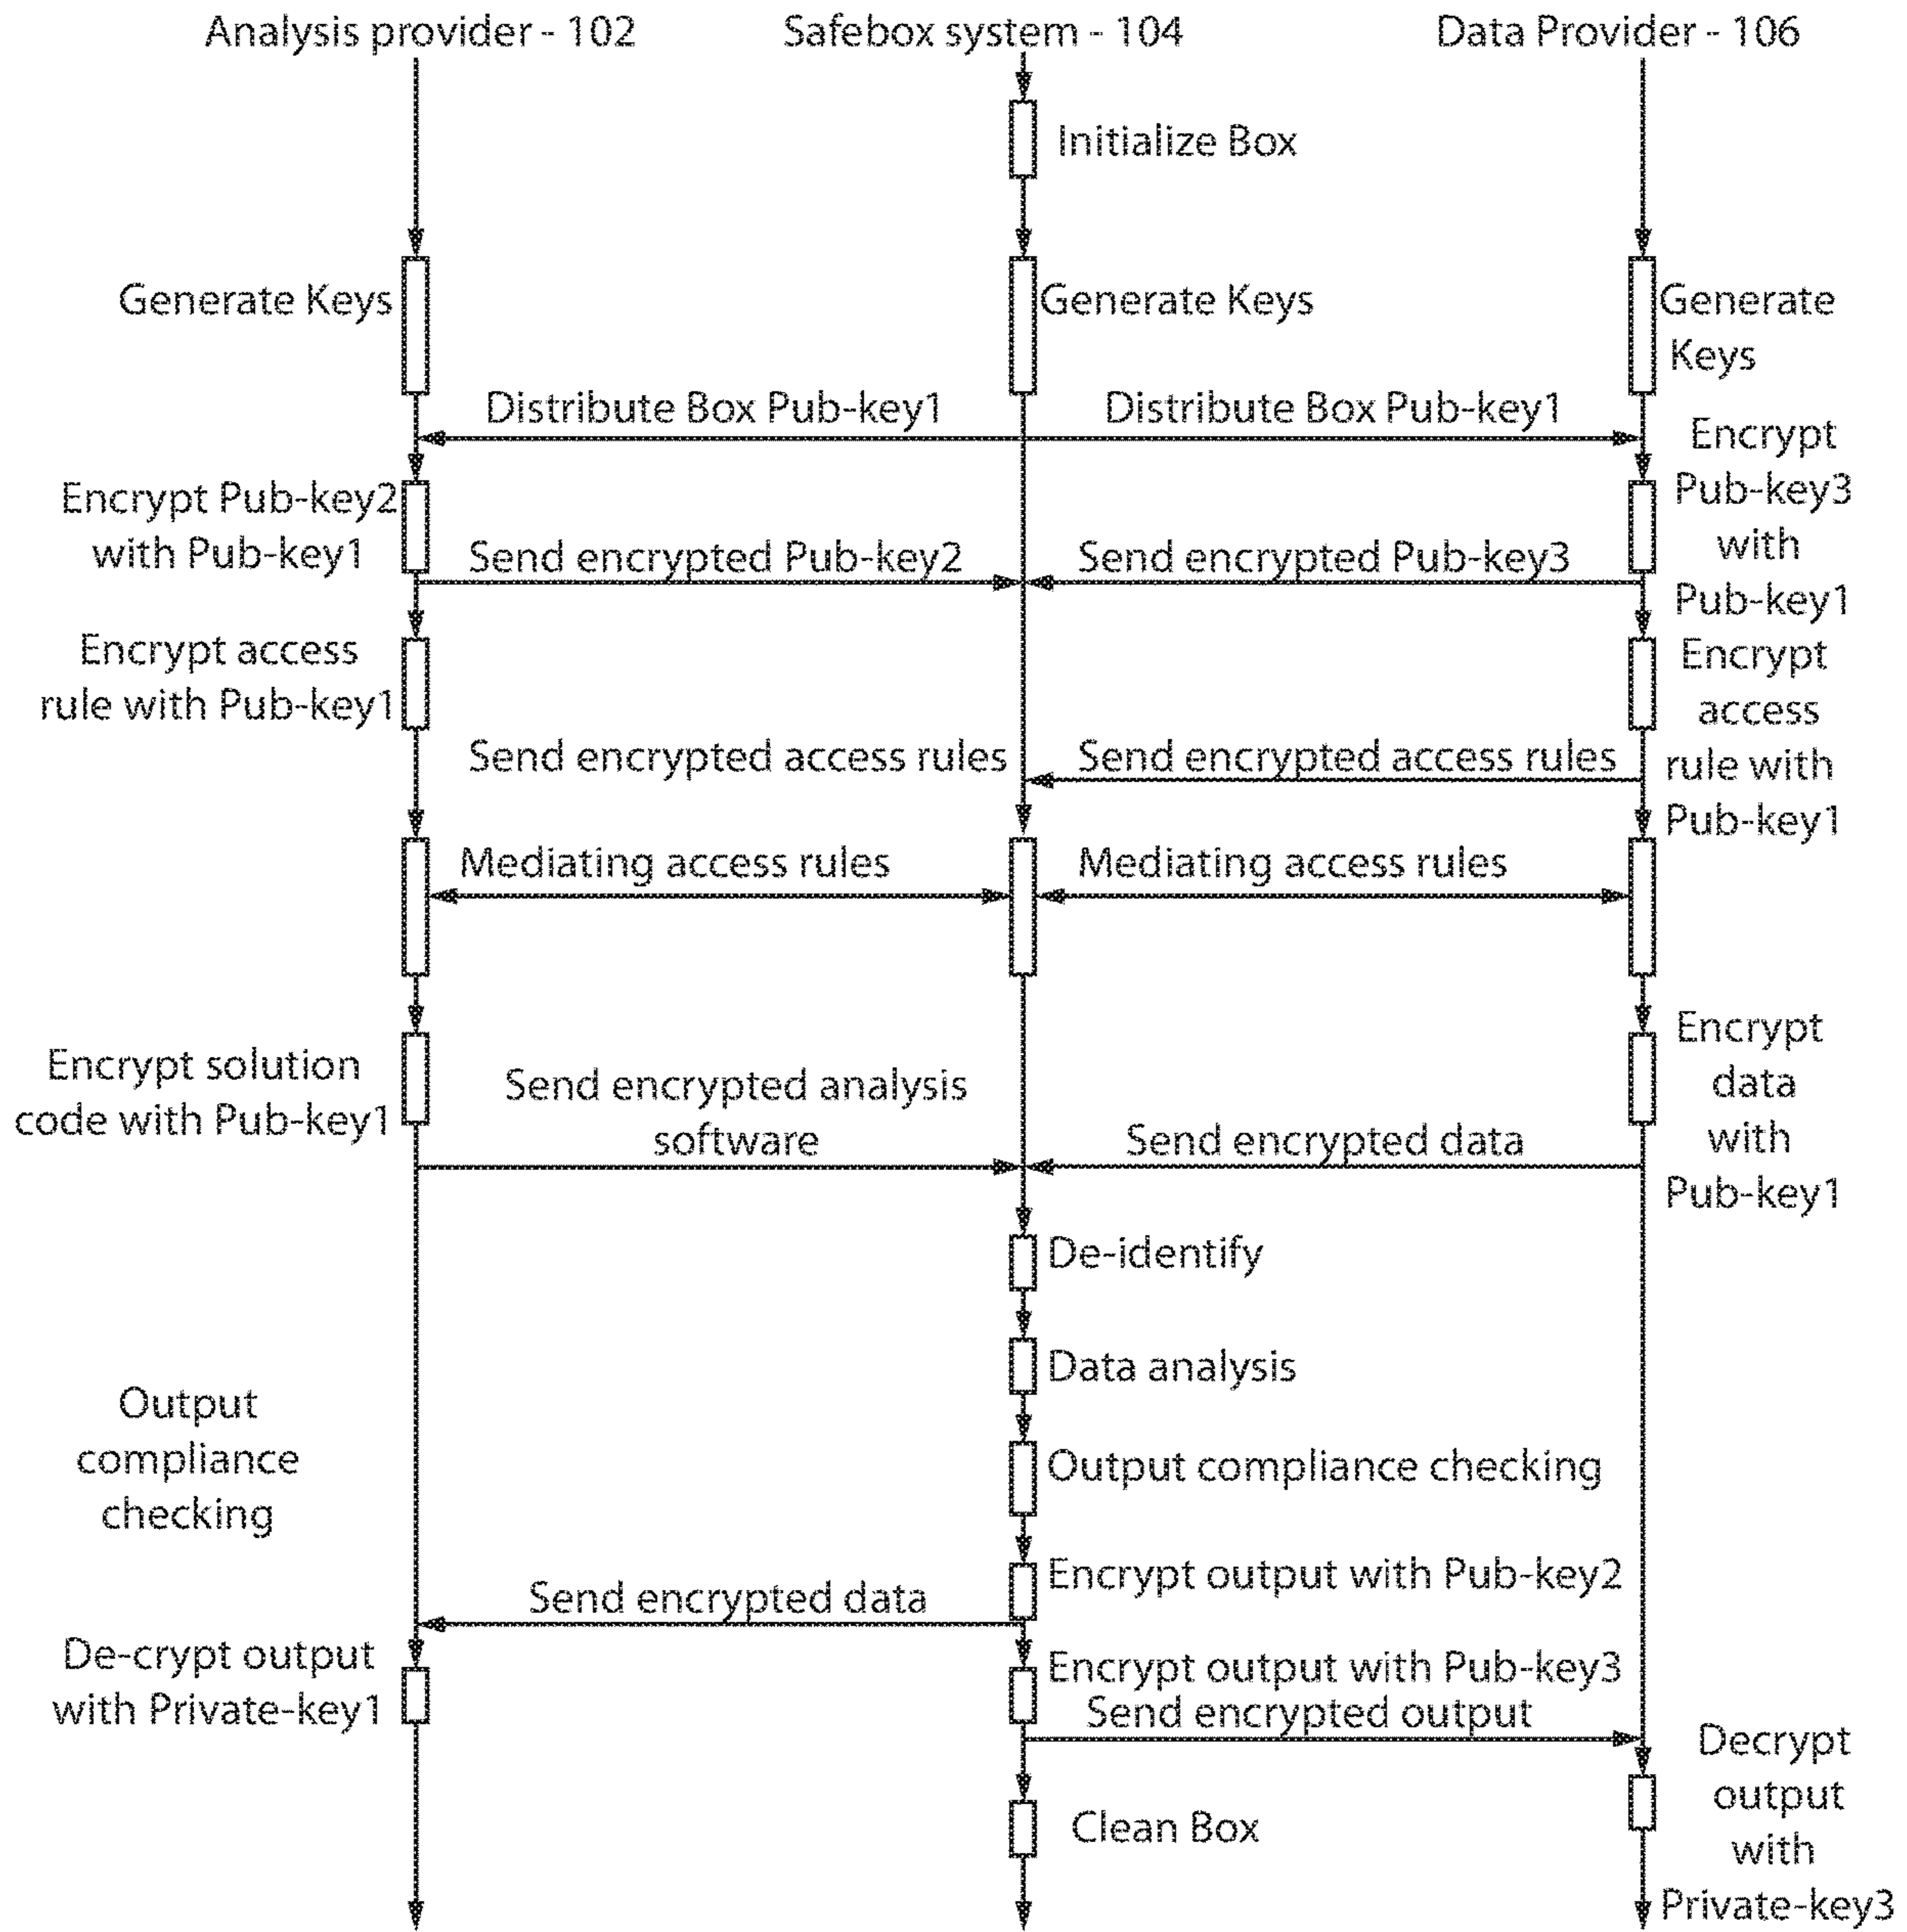 Analysis provider - 102
Safebox system - 104
Data Provider - 106
Initialize Box
Generate Keys
Generate Keys
Generate
Keys
Distribute Box Pub-key1
Distribute Box Pub-key1
Encrypt
Pub-key3
with
Pub-key1
Encrypt Pub-key2
with Pub-key1
Send encrypted Pub-key2
Send encrypted Pub-key3
Encrypt access
rule with Pub-key1
Encrypt
access
rule with
Pub-key1
Send encrypted access rules
Send encrypted access rules
Mediating access rules
Mediating access rules
Encrypt solution
code with Pub-key1
Send encrypted analysis
software
Send encrypted data
Encrypt
data
with
Pub-key1
De-identify
Data analysis
Output
compliance
checking
Output compliance checking
Encrypt output with Pub-key2
Send encrypted data
De-crypt output
with Private-key1
Encrypt output with Pub-key3
Send encrypted output
Decrypt
output
with
Private-key3
Clean Box